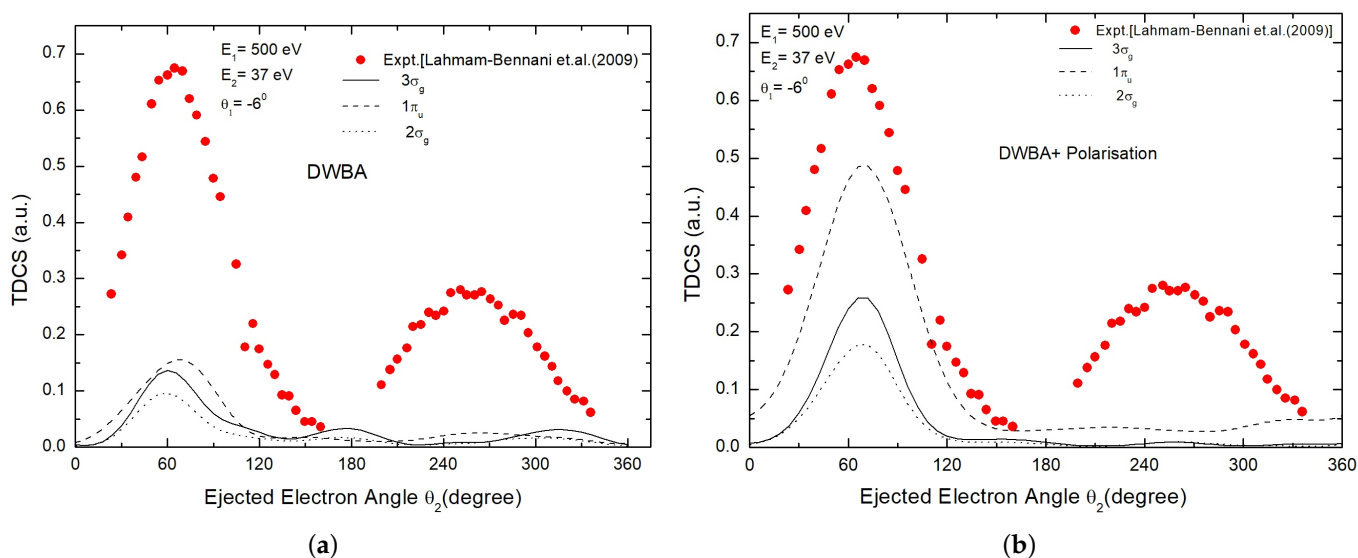 E₁= 500 eV
E₂= 37 eV
θ₁= -6⁰
Expt.[Lahmam-Bennani et.al.(2009)
3σg
1πu
2σg
DWBA
TDCS (a.u.)
0.7
0.6
0.5
0.4
0.3
0.2
0.1
0.0
0 60 120 180 240 300 360
Ejected Electron Angle θ₂(degree)
(a)
E₁= 500 eV
E₂= 37 eV
θ₁= -6⁰
Expt.[Lahmam-Bennani et.al.(2009)]
3σg
1πu
2σg
DWBA+ Polarisation
TDCS (a.u.)
0.7
0.6
0.5
0.4
0.3
0.2
0.1
0.0
0 60 120 180 240 300 360
Ejected Electron Angle θ₂(degree)
(b)